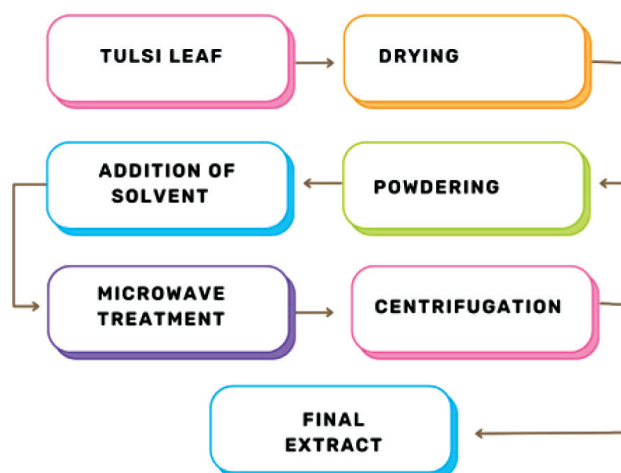 TULSI LEAF
DRYING
POWDERING
ADDITION OF
SOLVENT
MICROWAVE
TREATMENT
CENTRIFUGATION
FINAL
EXTRACT